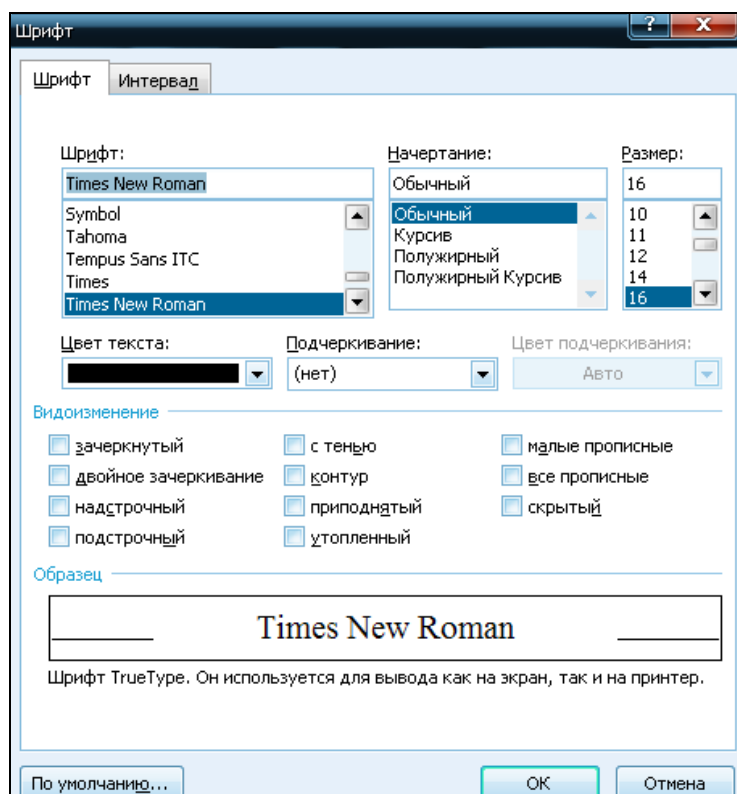 Шрифт
Шрифт Интервал
Шрифт: Начертание: Размер:
Times New Roman Обычный 16
Symbol Обычный 10
Tahoma Курсив 11
Tempus Sans ITC Полужирный 12
Times Полужирный Курсив 14
Times New Roman 16
Цвет текста: Подчеркивание: Цвет подчеркивания:
(нет) Авто
Видоизменение
зачеркнутый с тенью малые прописные
двойное зачеркивание контур все прописные
надстрочный приподнятый скрытый
подстрочный утопленный
Образец
Times New Roman
Шрифт TrueType. Он используется для вывода как на экран, так и на принтер.
По умолчанию... ОК Отмена